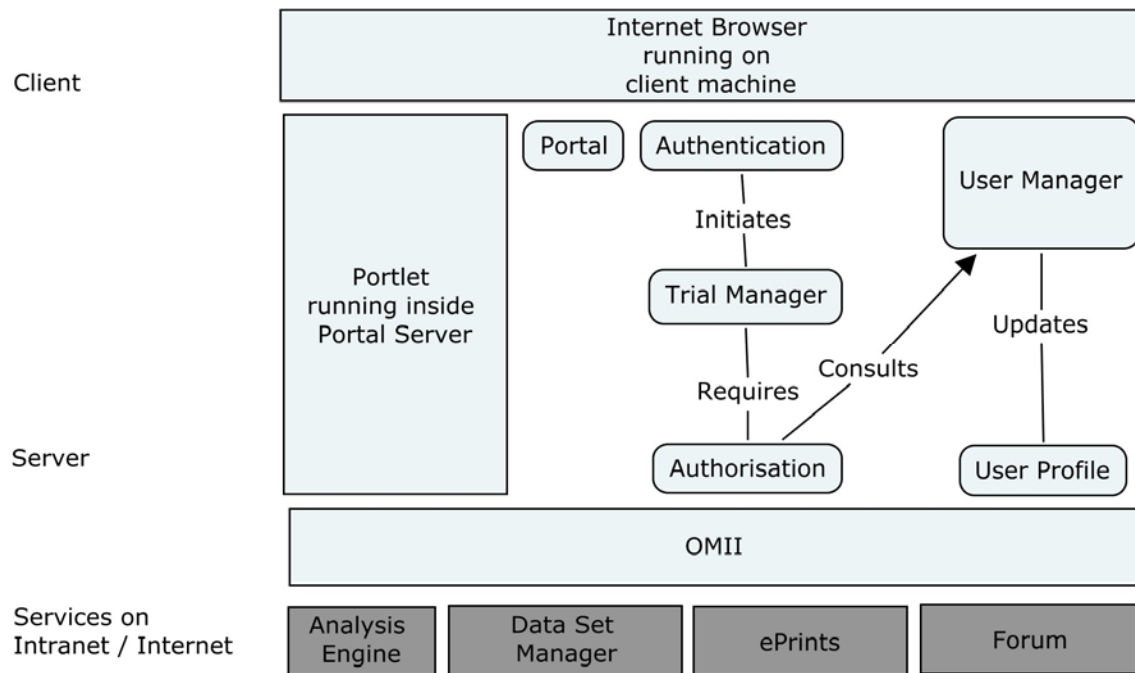 Internet Browser
running on
client machine
Client
Portal
Authentication
User Manager
Initiates
Portlet
running inside
Portal Server
Trial Manager
Updates
Consults
Requires
Server
Authorisation
User Profile
OMII
Services on
Intranet / Internet
Analysis
Engine
Data Set
Manager
ePrints
Forum